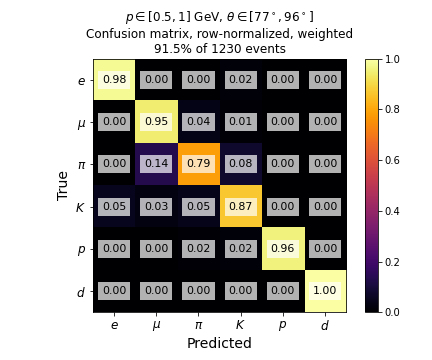 p ∈ [0.5, 1] GeV, θ ∈ [77°, 96°]
Confusion matrix, row-normalized, weighted
91.5% of 1230 events
e 0.98 0.00 0.00 0.02 0.00 0.00
μ 0.00 0.95 0.04 0.01 0.00 0.00
π 0.00 0.14 0.79 0.08 0.00 0.00
K 0.05 0.03 0.05 0.87 0.00 0.00
p 0.00 0.00 0.02 0.02 0.96 0.00
d 0.00 0.00 0.00 0.00 0.00 1.00
e μ π K p d
Predicted
True
1.0
0.8
0.6
0.4
0.2
0.0